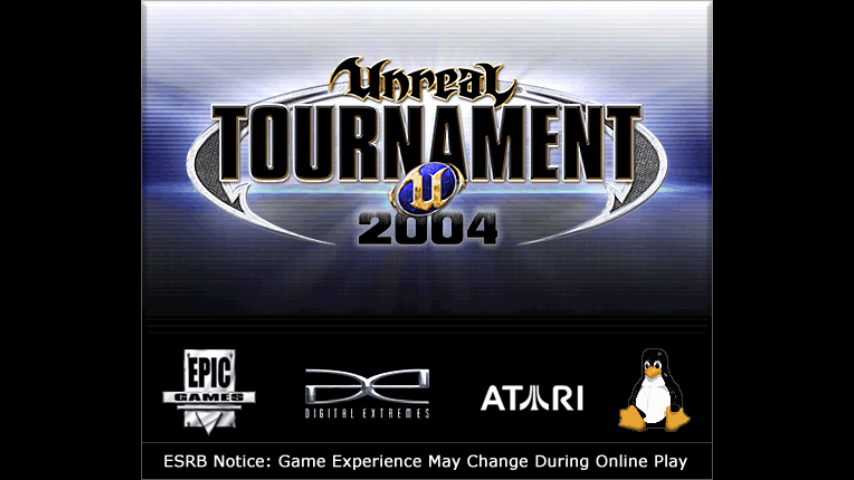 Unreal
TOURNAMENT
U
2004
EPIC
GAMES
DIGITAL EXTREMES
ATARI
ESRB Notice: Game Experience May Change During Online Play